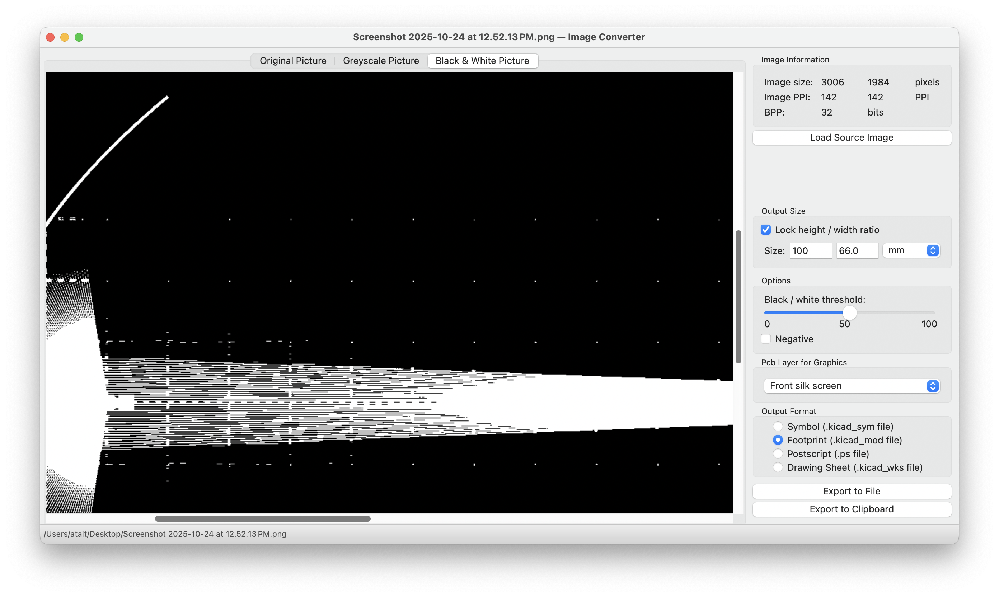 Screenshot 2025-10-24 at 12.52.13 PM.png — Image Converter
Original Picture Greyscale Picture Black & White Picture
Image Information
Image size: 3006 1984 pixels
Image PPI: 142 142 PPI
BPP: 32 bits
Load Source Image
Output Size
Lock height / width ratio
Size: 100 66.0 mm
Options
Black / white threshold:
0 50 100
Negative
Pcb Layer for Graphics
Front silk screen
Output Format
Symbol (.kicad_sym file)
Footprint (.kicad_mod file)
Postscript (.ps file)
Drawing Sheet (.kicad_wks file)
Export to File
Export to Clipboard
/Users/atait/Desktop/Screenshot 2025-10-24 at 12.52.13 PM.png